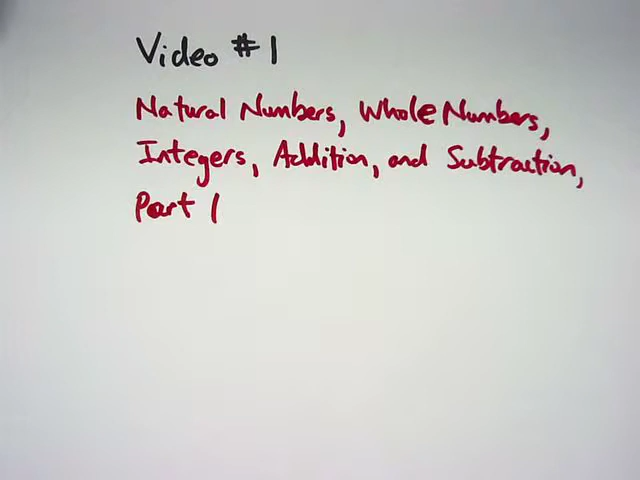 Video #1
Natural Numbers, Whole Numbers,
Integers, Addition, and Subtraction,
Part 1